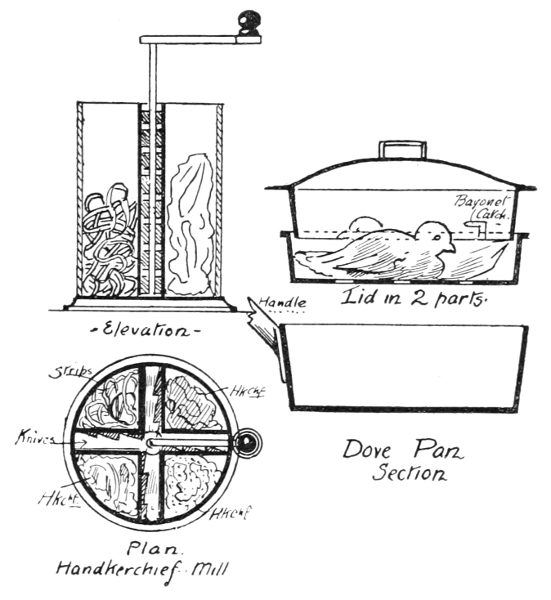 - Elevation -
Strips
Hkchf
Knives
Hkchf
Hkchf
Plan.
Handkerchief Mill
Bayonet
Catch.
Lid in 2 parts.
Handle
Dove Pan
Section